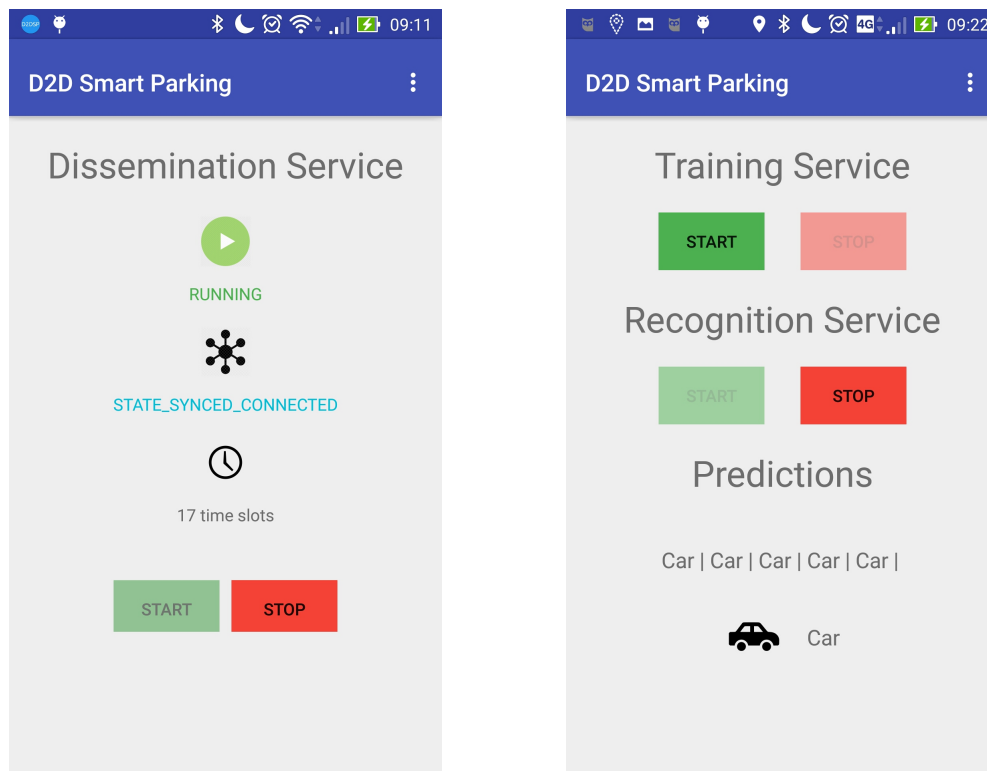 09:11
D2D Smart Parking
Dissemination Service
RUNNING
STATE_SYNCED_CONNECTED
17 time slots
START STOP
4G 09:22
D2D Smart Parking
Training Service
START STOP
Recognition Service
START STOP
Predictions
Car | Car | Car | Car | Car |
Car